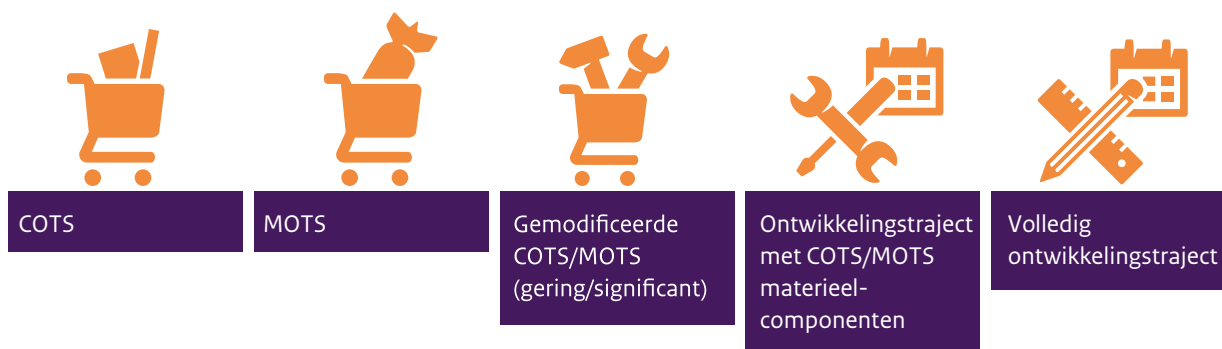 COTS
MOTS
Gemodificeerde
COTS/MOTS
(gering/significant)
Ontwikkelingstraject
met COTS/MOTS
materieel-
componenten
Volledig
ontwikkelingstraject